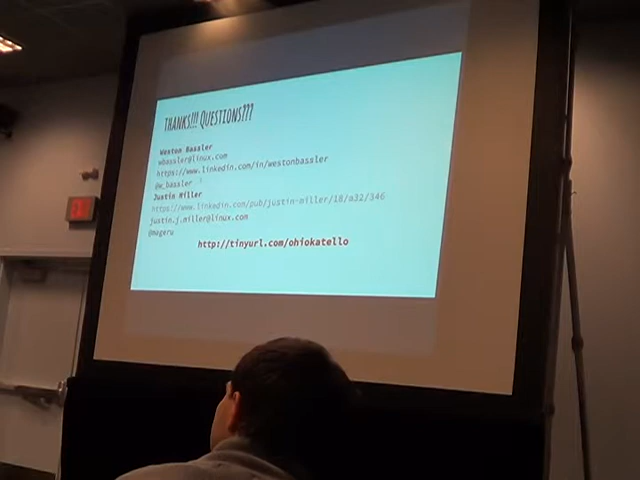 THANKS!!! QUESTIONS???
Weston Bassler
wbassler@linux.com
https://www.linkedin.com/in/westonbassler
@w_bassler
Justin Miller
https://www.linkedin.com/pub/justin-miller/18/a32/346
justin.j.miller@linux.com
@mageru
http://tinyurl.com/ohiokatello